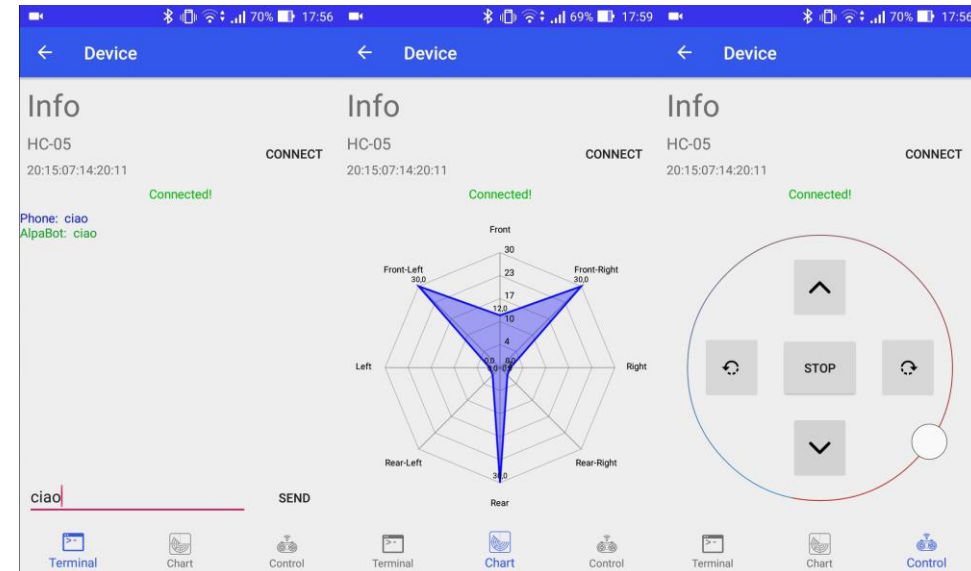 70% 17:56
Device
Info
HC-05
CONNECT
20:15:07:14:20:11
Connected!
Phone: ciao
AlpaBot: ciao
ciao
SEND
Terminal Chart Control
69% 17:59
Device
Info
HC-05
CONNECT
20:15:07:14:20:11
Connected!
Front
30
Front-Left
30,0
23
Front-Right
30,0
17
12,0
10
4
Left
Right
Rear-Left
Rear-Right
Rear
Terminal Chart Control
70% 17:56
Device
Info
HC-05
CONNECT
20:15:07:14:20:11
Connected!
STOP
Terminal Chart Control